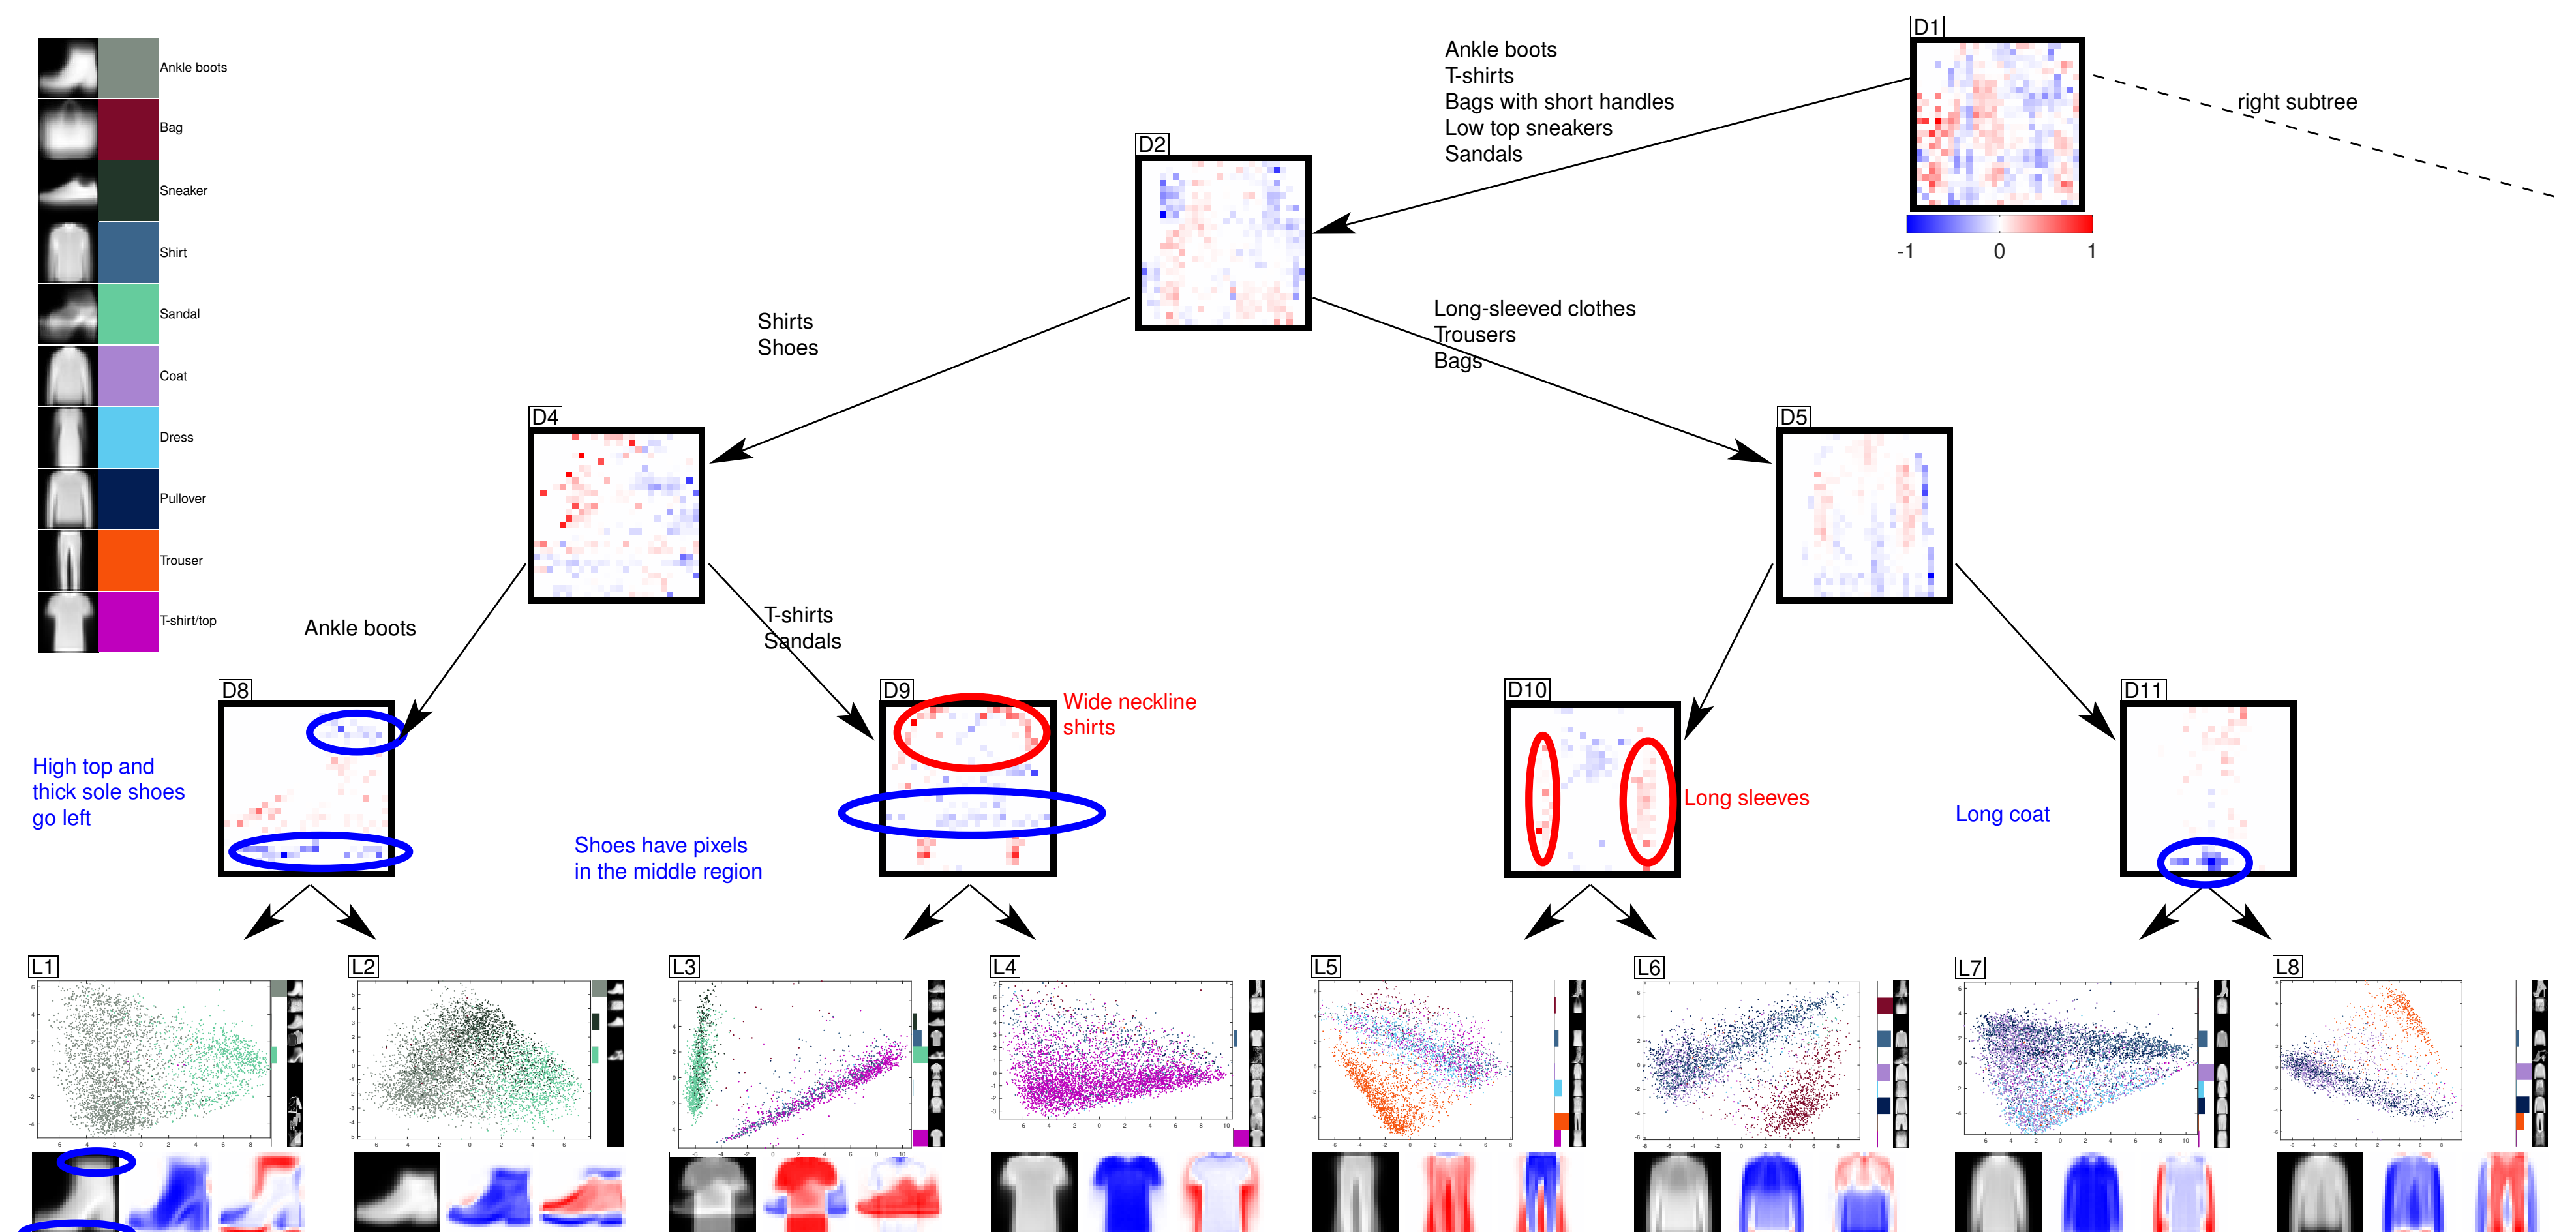 D1
Ankle boots
T-shirts
Bags with short handles
Low top sneakers
Sandals
right subtree
-1
0
1
Ankle boots
Bag
Sneaker
Shirt
Sandal
Coat
Dress
Pullover
Trouser
T-shirt/top
D2
Shirts
Shoes
Long-sleeved clothes
Trousers
Bags
D4
D5
Ankle boots
T-shirts
Sandals
D8
D9
D10
D11
Wide neckline
shirts
High top and
thick sole shoes
go left
Shoes have pixels
in the middle region
Long sleeves
Long coat
L1
L2
L3
L4
L5
L6
L7
L8